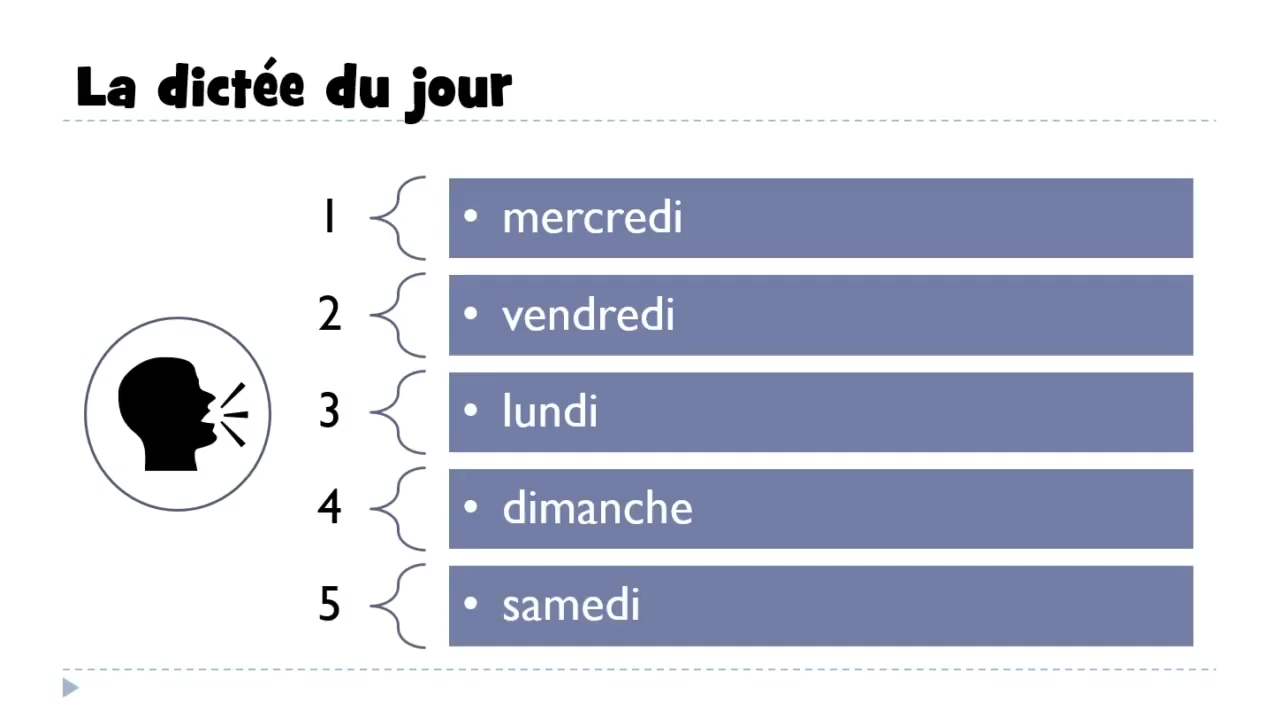 La dictée du jour
1 • mercredi
2 • vendredi
3 • lundi
4 • dimanche
5 • samedi